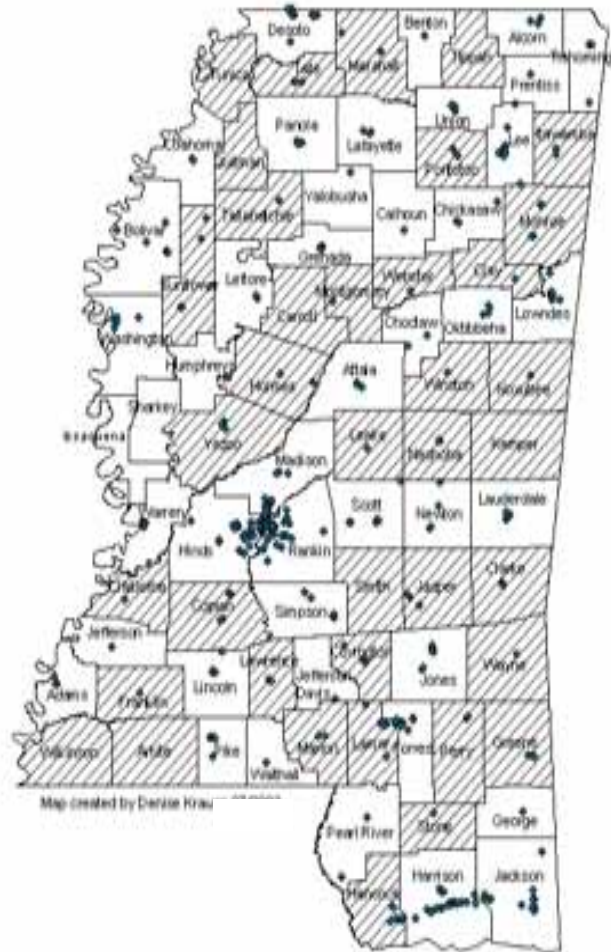 Desoto
Benton
Alcorn
Tate
Marshall
Tippah
Tishomingo
Tunica
Prentiss
Panola
Lafayette
Union
Lee
Itawamba
Coahoma
Quitman
Pontotoc
Yalobusha
Tallahatchie
Calhoun
Chickasaw
Monroe
Bolivar
Grenada
Sunflower
Leflore
Webster
Clay
Montgomery
Carroll
Choctaw
Oktibbeha
Lowndes
Washington
Humphreys
Holmes
Attala
Winston
Noxubee
Sharkey
Issaquena
Yazoo
Leake
Neshoba
Kemper
Madison
Warren
Scott
Newton
Lauderdale
Hinds
Rankin
Claiborne
Copiah
Simpson
Smith
Jasper
Clarke
Jefferson
Lawrence
Covington
Jones
Wayne
Adams
Franklin
Lincoln
Jefferson
Davis
Wilkinson
Amite
Pike
Walthall
Marion
Lamar
Forrest
Perry
Greene
Map created by Denise
Pearl River
Stone
George
Hancock
Harrison
Jackson